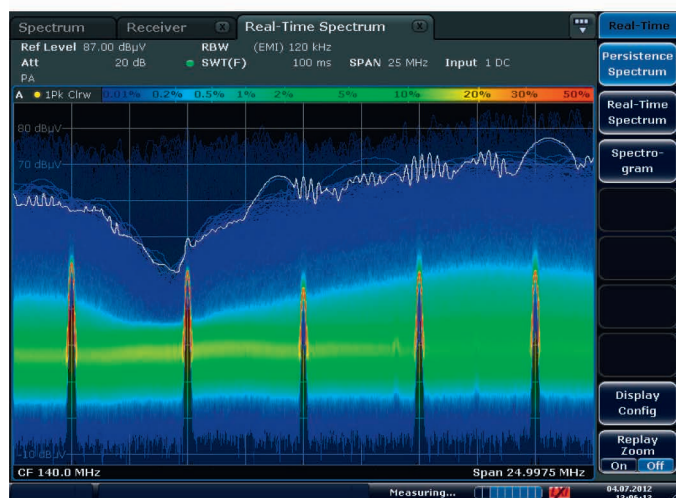 Spectrum Receiver X Real-Time Spectrum X Real-Time
Ref Level 87.00 dBµV RBW (EMI) 120 kHz
Att 20 dB SWT(F) 100 ms SPAN 25 MHz Input 1 DC
PA
A 1Pk Clrw 0.01% 0.2% 0.5% 1% 2% 5% 10% 20% 30% 50%
80 dBµV
70 dBµV
-10 dBµV
CF 140.0 MHz Span 24.9975 MHz
Measuring... 04.07.2012
Persistence
Spectrum
Real-Time
Spectrum
Spectro-
gram
Display
Config
Replay
Zoom
On Off